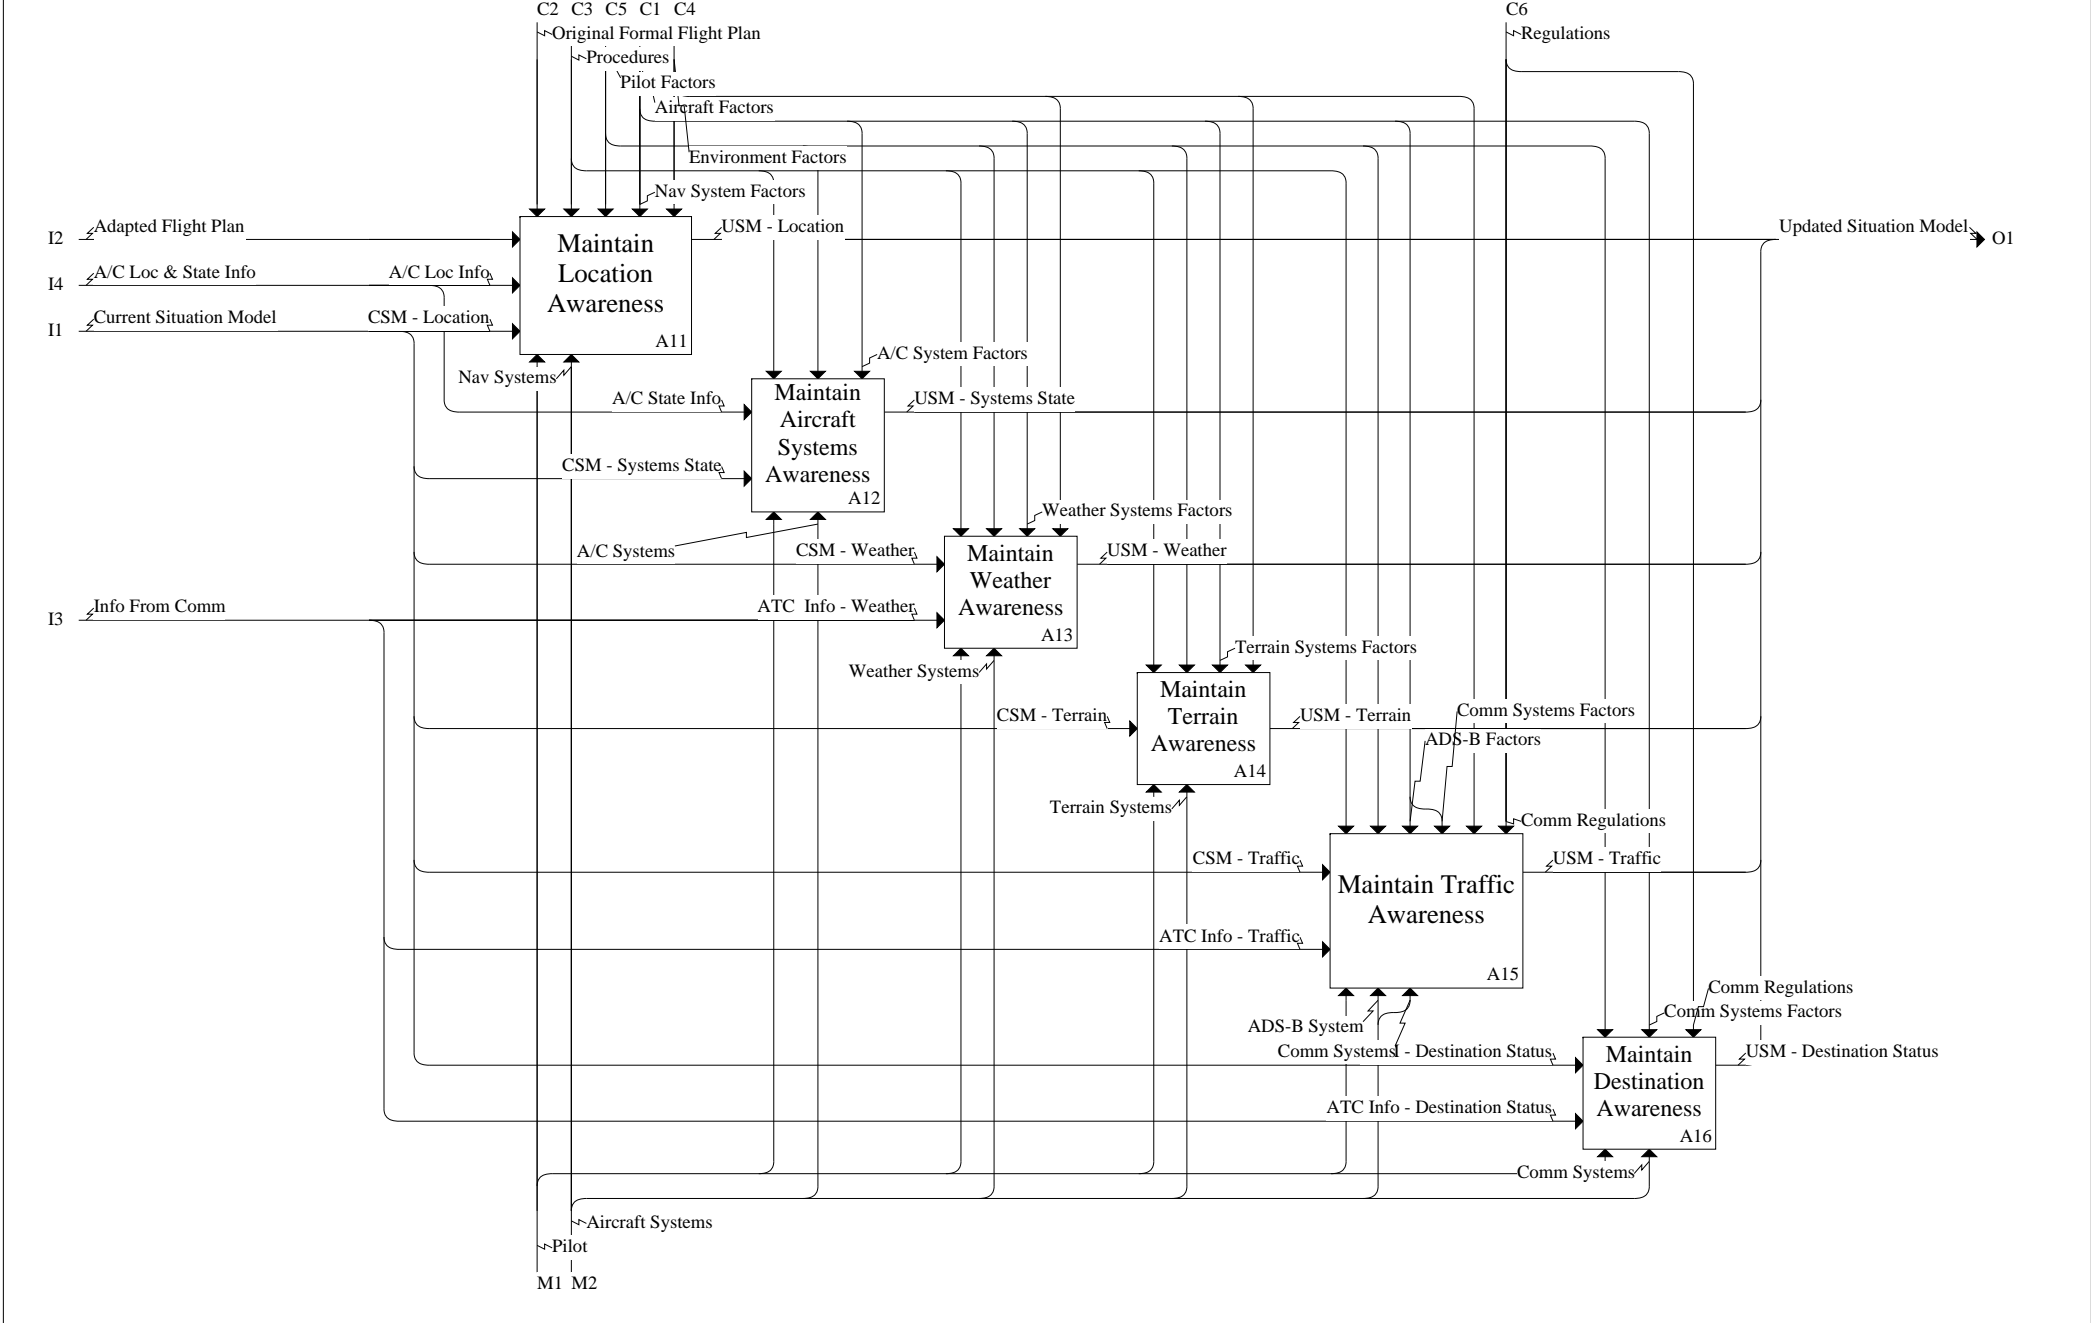 C2 C3 C5 C1 C4
C6
Original Formal Flight Plan
Regulations
Procedures
Pilot Factors
Aircraft Factors
Environment Factors
Nav System Factors
I2
Adapted Flight Plan
USM - Location
Updated Situation Model
O1
Maintain
Location
Awareness
A11
I4
A/C Loc & State Info
A/C Loc Info
I1
Current Situation Model
CSM - Location
Nav Systems
A/C System Factors
A/C State Info
Maintain
Aircraft
Systems
Awareness
A12
USM - Systems State
CSM - Systems State
Weather Systems Factors
A/C Systems
CSM - Weather
Maintain
Weather
Awareness
A13
USM - Weather
I3
Info From Comm
ATC  Info - Weather
Weather Systems
Terrain Systems Factors
CSM - Terrain
Maintain
Terrain
Awareness
A14
USM - Terrain
Comm Systems Factors
ADS-B Factors
Terrain Systems
Comm Regulations
CSM - Traffic
Maintain Traffic
Awareness
A15
USM - Traffic
ATC Info - Traffic
Comm Regulations
Comm Systems Factors
ADS-B System
Comm Systems
- Destination Status
Maintain
Destination
Awareness
A16
USM - Destination Status
ATC Info - Destination Status
Comm Systems
Aircraft Systems
Pilot
M1 M2